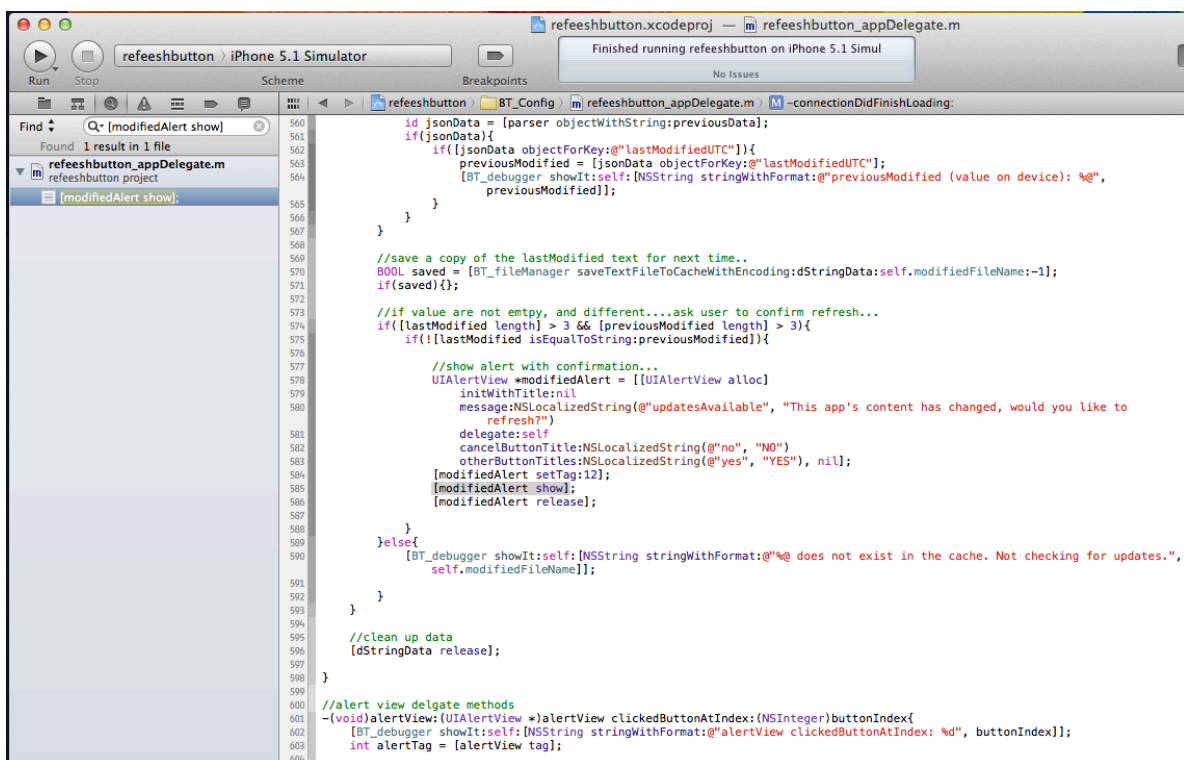 refeeshbutton.xcodeproj — refeeshbutton_appDelegate.m
refeeshbutton 〉 iPhone 5.1 Simulator
Finished running refeeshbutton on iPhone 5.1 Simul
No Issues
Run Stop Scheme Breakpoints
refeeshbutton 〉 BT_Config 〉 m refeeshbutton_appDelegate.m 〉 M -connectionDidFinishLoading:
Find [modifiedAlert show]
Found 1 result in 1 file
m refeeshbutton_appDelegate.m
refeeshbutton project
[modifiedAlert show];
560 id jsonData = [parser objectWithString:previousData];
561 if(jsonData){
562 if([jsonData objectForKey:@"lastModifiedUTC"]){
563 previousModified = [jsonData objectForKey:@"lastModifiedUTC"];
564 [BT_debugger showIt:self:[NSString stringWithFormat:@"previousModified (value on device): %@",
previousModified]];
565 }
566 }
567 }
568
569 //save a copy of the lastModified text for next time..
570 BOOL saved = [BT_fileManager saveTextFileToCacheWithEncoding:dStringData:self.modifiedFileName:-1];
571 if(saved){};
572
573 //if value are not emtpy, and different....ask user to confirm refresh...
574 if([lastModified length] > 3 && [previousModified length] > 3){
575 if(![lastModified isEqualToString:previousModified]){
576
577 //show alert with confirmation...
578 UIAlertView *modifiedAlert = [[UIAlertView alloc]
579 initWithTitle:nil
580 message:NSLocalizedString(@"updatesAvailable", "This app's content has changed, would you like to
refresh?")
581 delegate:self
582 cancelButtonTitle:NSLocalizedString(@"no", "NO")
583 otherButtonTitles:NSLocalizedString(@"yes", "YES"), nil];
584 [modifiedAlert setTag:12];
585 [modifiedAlert show];
586 [modifiedAlert release];
587
588 }
589 }else{
590 [BT_debugger showIt:self:[NSString stringWithFormat:@"%@ does not exist in the cache. Not checking for updates.",
self.modifiedFileName]];
591
592 }
593 }
594
595 //clean up data
596 [dStringData release];
597
598 }
599
600 //alert view delgate methods
601 -(void)alertView:(UIAlertView *)alertView clickedButtonAtIndex:(NSInteger)buttonIndex{
602 [BT_debugger showIt:self:[NSString stringWithFormat:@"alertView clickedButtonAtIndex: %d", buttonIndex]];
603 int alertTag = [alertView tag];
604